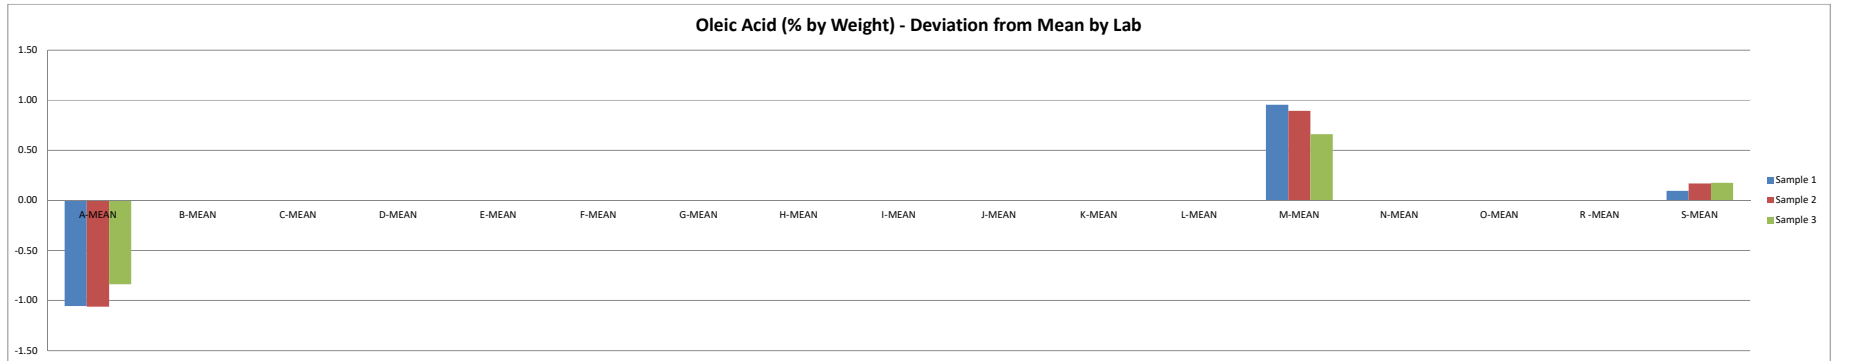 Oleic Acid (% by Weight) - Deviation from Mean by Lab
1.50
1.00
0.50
0.00
-0.50
-1.00
-1.50
A-MEAN B-MEAN C-MEAN D-MEAN E-MEAN F-MEAN G-MEAN H-MEAN I-MEAN J-MEAN K-MEAN L-MEAN M-MEAN N-MEAN O-MEAN R -MEAN S-MEAN
Sample 1
Sample 2
Sample 3